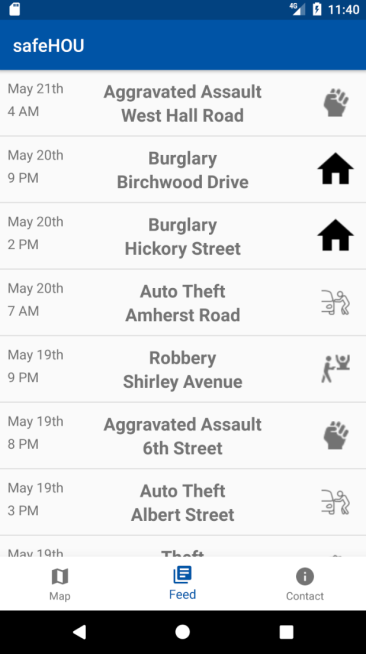 4G 11:40
safeHOU
May 21st
4 AM
Aggravated Assault
West Hall Road
May 20th
9 PM
Burglary
Birchwood Drive
May 20th
2 PM
Burglary
Hickory Street
May 20th
7 AM
Auto Theft
Amherst Road
May 19th
9 PM
Robbery
Shirley Avenue
May 19th
8 PM
Aggravated Assault
6th Street
May 19th
3 PM
Auto Theft
Albert Street
May 19th
Theft
Map
Feed
Contact